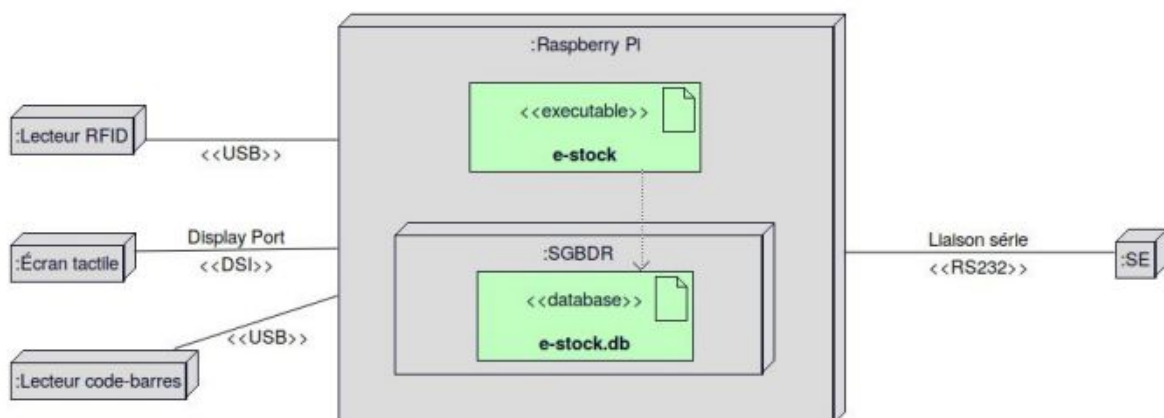 :Raspberry PI
<<executable>>
e-stock
:Lecteur RFID
<<USB>>
Display Port
:Écran tactile
<<DSI>>
<<USB>>
:Lecteur code-barres
:SGBDR
<<database>>
e-stock.db
Liaison série
<<RS232>>
:SE